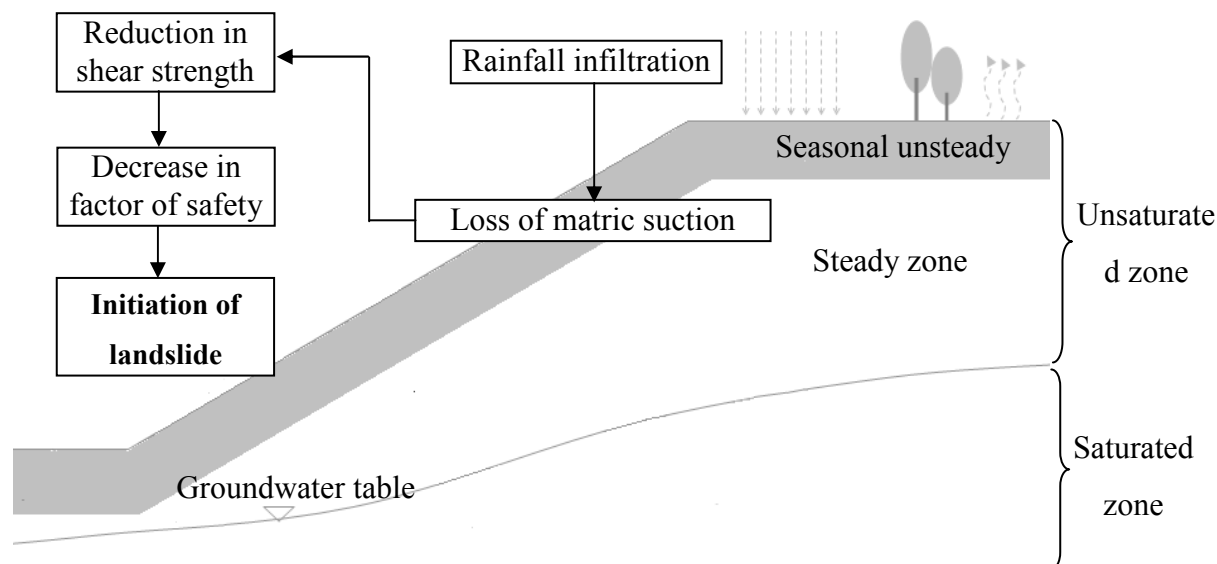 Reduction in
shear strength
Rainfall infiltration
Seasonal unsteady
Decrease in
factor of safety
Loss of matric suction
Unsaturate
d zone
Steady zone
Initiation of
landslide
Saturated
zone
Groundwater table